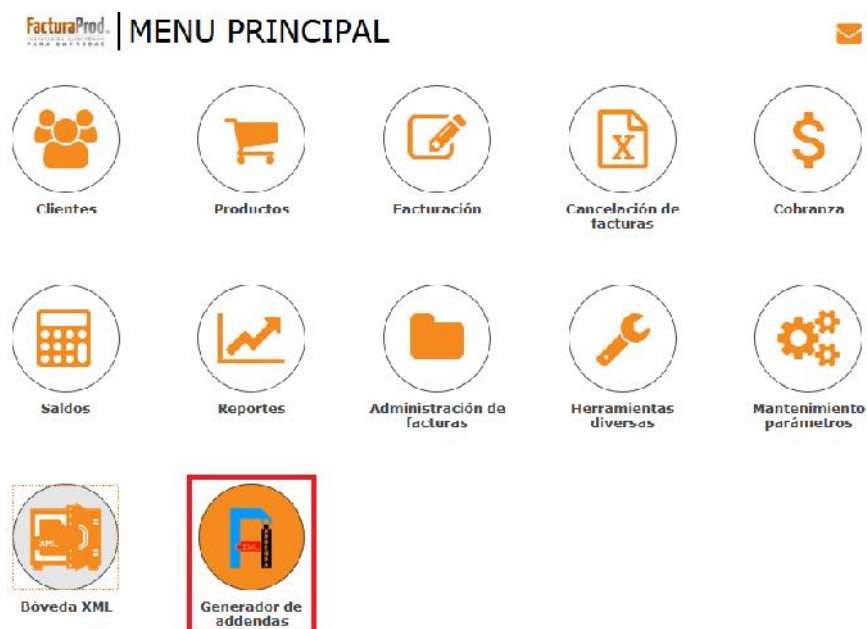 FacturaProd.
MENU PRINCIPAL
Clientes
Productos
Facturación
Cancelación de
facturas
Cobranza
Saldos
Reportes
Administración de
facturas
Herramientas
diversas
Mantenimiento
parámetros
XML
XML
Bóveda XML
Generador de
addendas